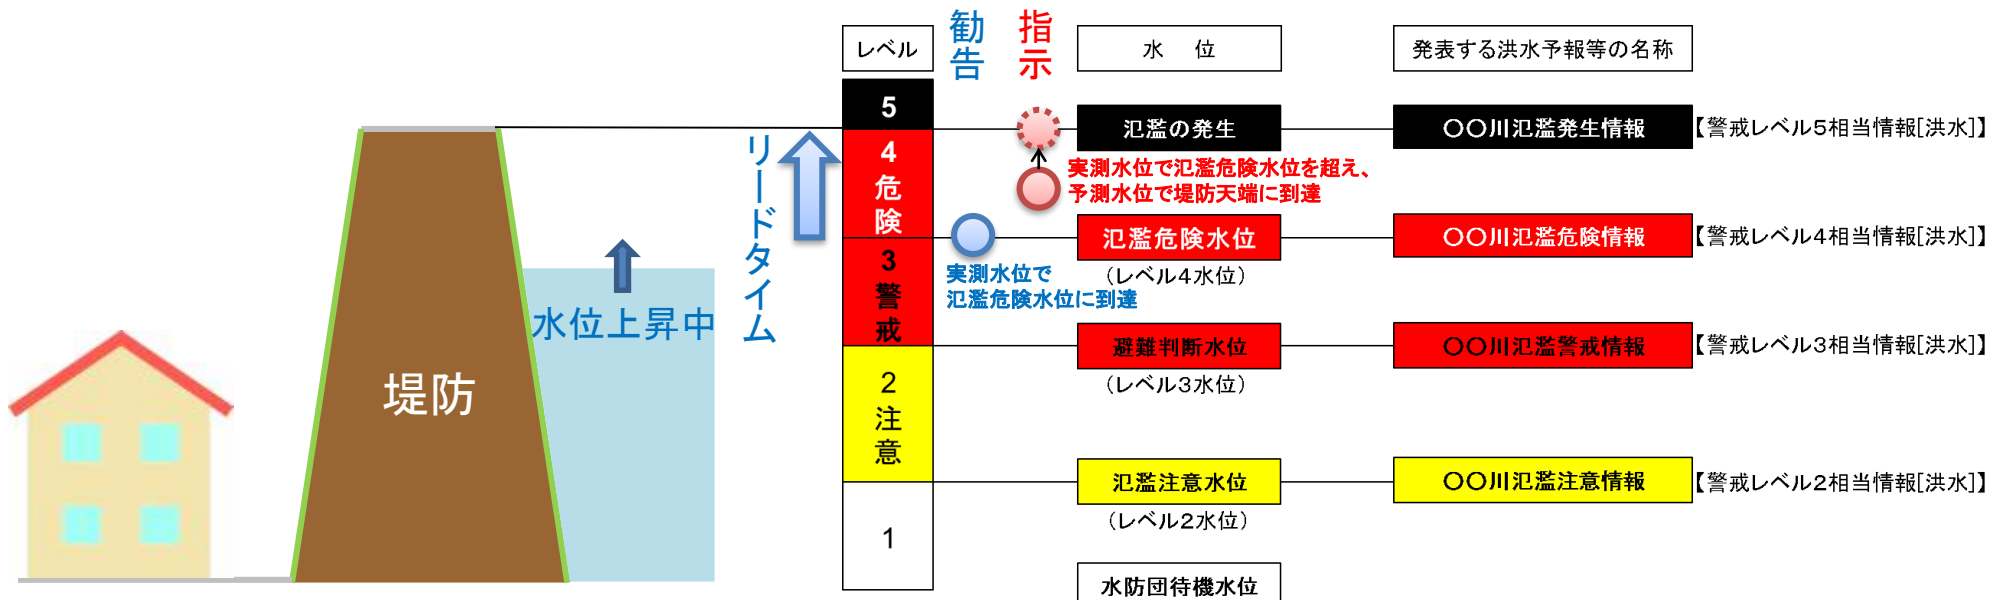 レベル
勧告
指示
水　位
発表する洪水予報等の名称
5
氾濫の発生
〇〇川氾濫発生情報
【警戒レベル5相当情報[洪水]】
リードタイム
4
危険
実測水位で氾濫危険水位を超え、
予測水位で堤防天端に到達
氾濫危険水位
（レベル4水位）
〇〇川氾濫危険情報
【警戒レベル4相当情報[洪水]】
3
警戒
実測水位で
氾濫危険水位に到達
水位上昇中
避難判断水位
（レベル3水位）
〇〇川氾濫警戒情報
【警戒レベル3相当情報[洪水]】
堤防
2
注意
氾濫注意水位
（レベル2水位）
〇〇川氾濫注意情報
【警戒レベル2相当情報[洪水]】
1
水防団待機水位